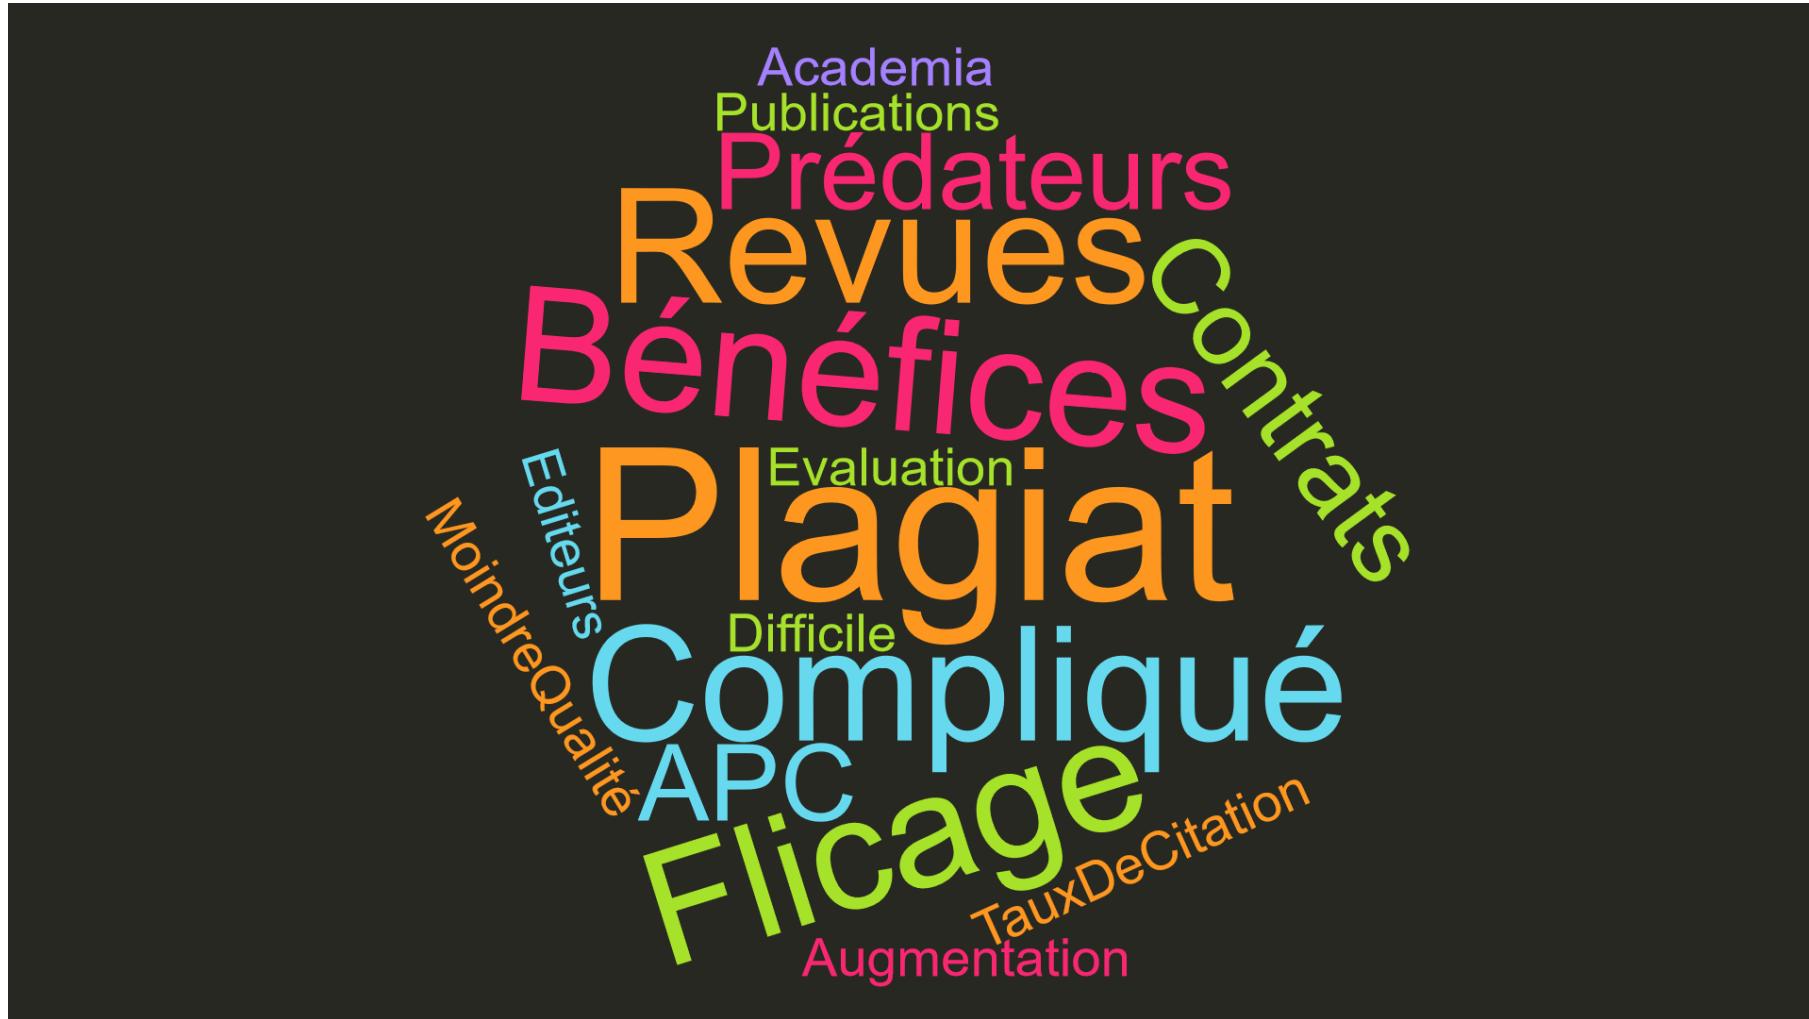 Academia
Publications
Prédateurs
Revues
Contrats
Bénéfices
Evaluation
Plagiat
Editeurs
MoindreQualité
Difficile
Compliqué
APC
Flicage
TauxDeCitation
Augmentation